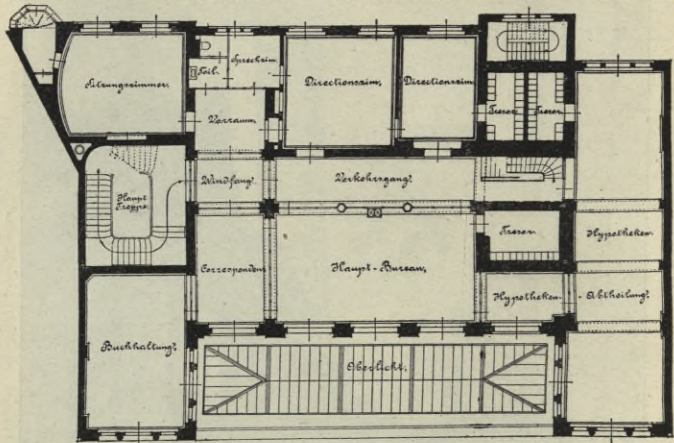 Sitzungszimmer.
Toil.
Sprechzim.
Directionszim.
Directionszim.
Tresor.
Tresor.
Vorraum.
Haupt
Treppe.
Windfang.
Verkehrsgang.
Correspondenz
Haupt-Bureau.
Tresor.
Hypotheken-
Hypotheken-
-Abtheilung.
Buchhaltung.
Oberlicht.